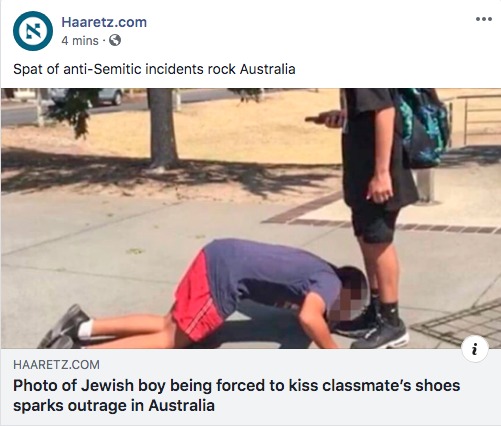 Haaretz.com
4 mins ·
Spat of anti-Semitic incidents rock Australia
i
HAARETZ.COM
Photo of Jewish boy being forced to kiss classmate's shoes
sparks outrage in Australia